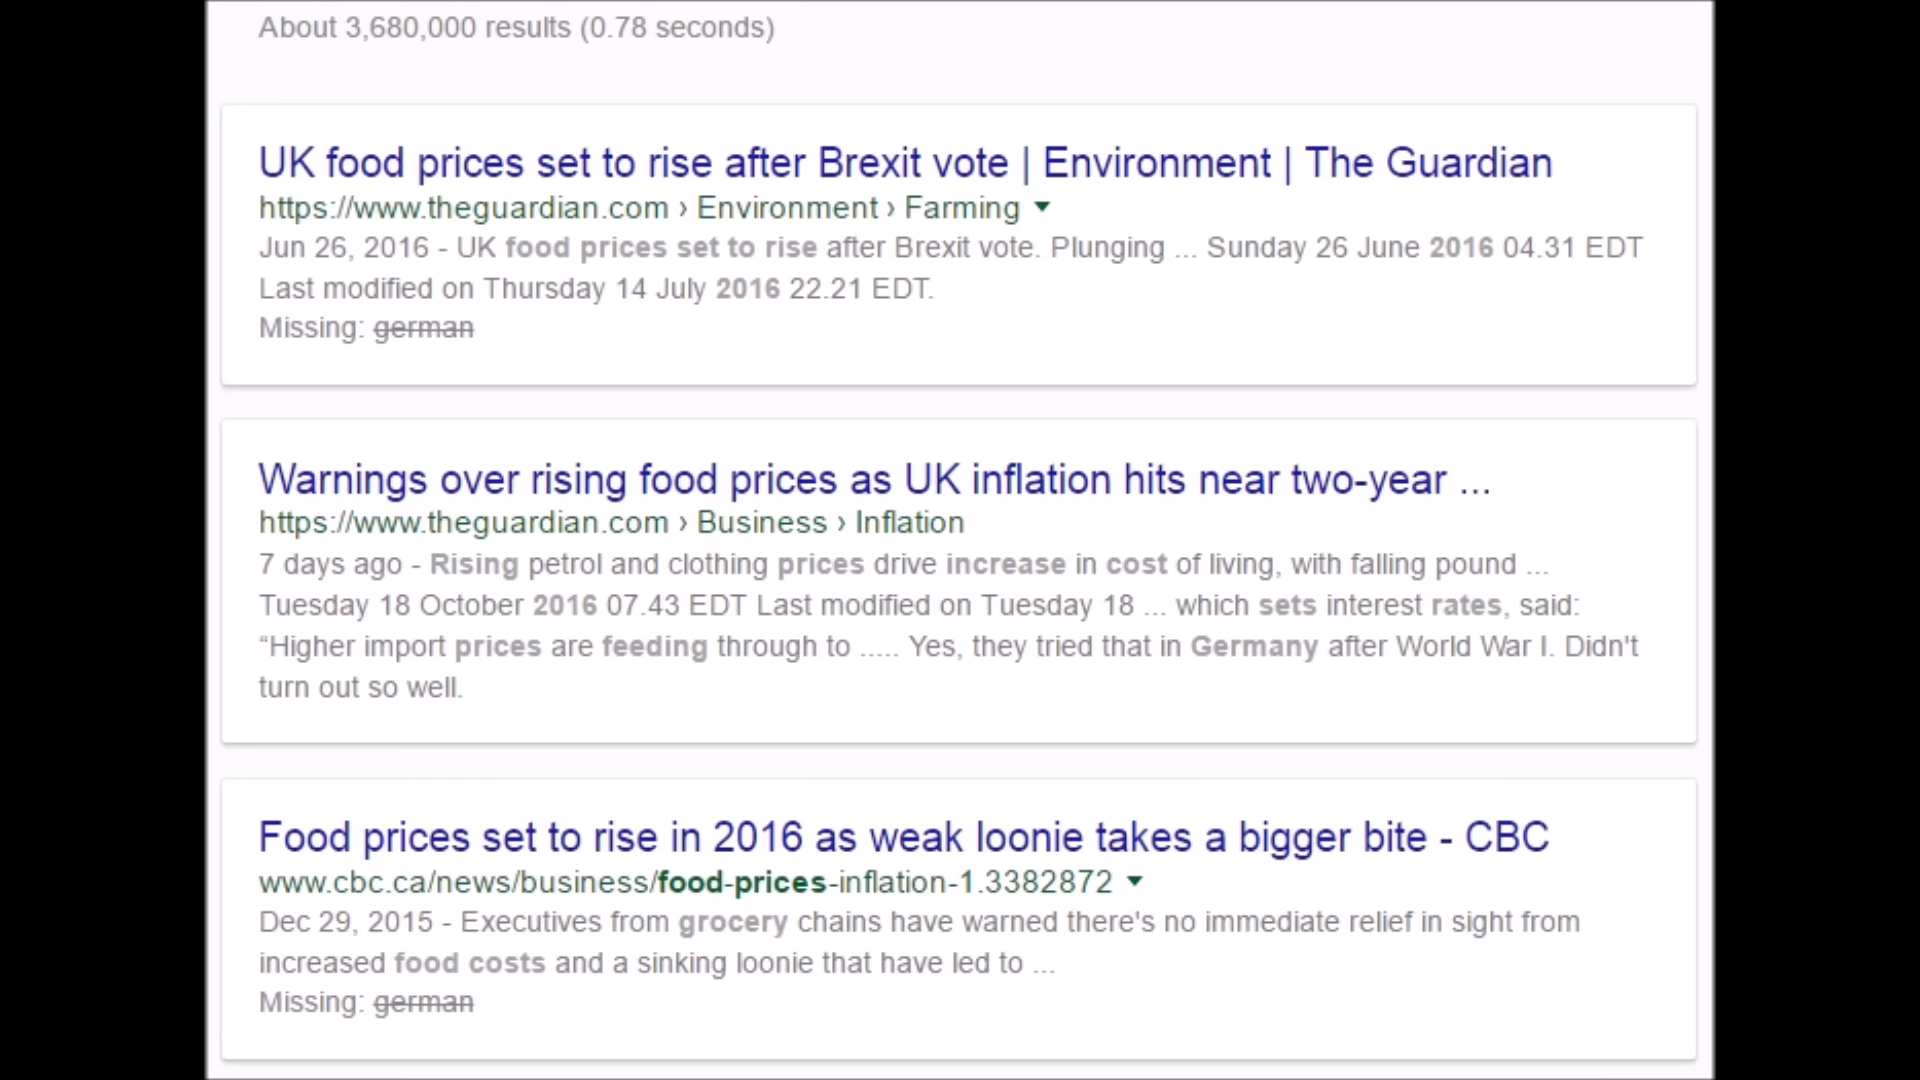 About 3,680,000 results (0.78 seconds)
UK food prices set to rise after Brexit vote | Environment | The Guardian
https://www.theguardian.com › Environment › Farming
Jun 26, 2016 - UK food prices set to rise after Brexit vote. Plunging ... Sunday 26 June 2016 04.31 EDT
Last modified on Thursday 14 July 2016 22.21 EDT.
Missing: german
Warnings over rising food prices as UK inflation hits near two-year ...
https://www.theguardian.com › Business › Inflation
7 days ago - Rising petrol and clothing prices drive increase in cost of living, with falling pound ...
Tuesday 18 October 2016 07.43 EDT Last modified on Tuesday 18 ... which sets interest rates, said:
“Higher import prices are feeding through to ..... Yes, they tried that in Germany after World War I. Didn't
turn out so well.
Food prices set to rise in 2016 as weak loonie takes a bigger bite - CBC
www.cbc.ca/news/business/food-prices-inflation-1.3382872
Dec 29, 2015 - Executives from grocery chains have warned there's no immediate relief in sight from
increased food costs and a sinking loonie that have led to ...
Missing: german